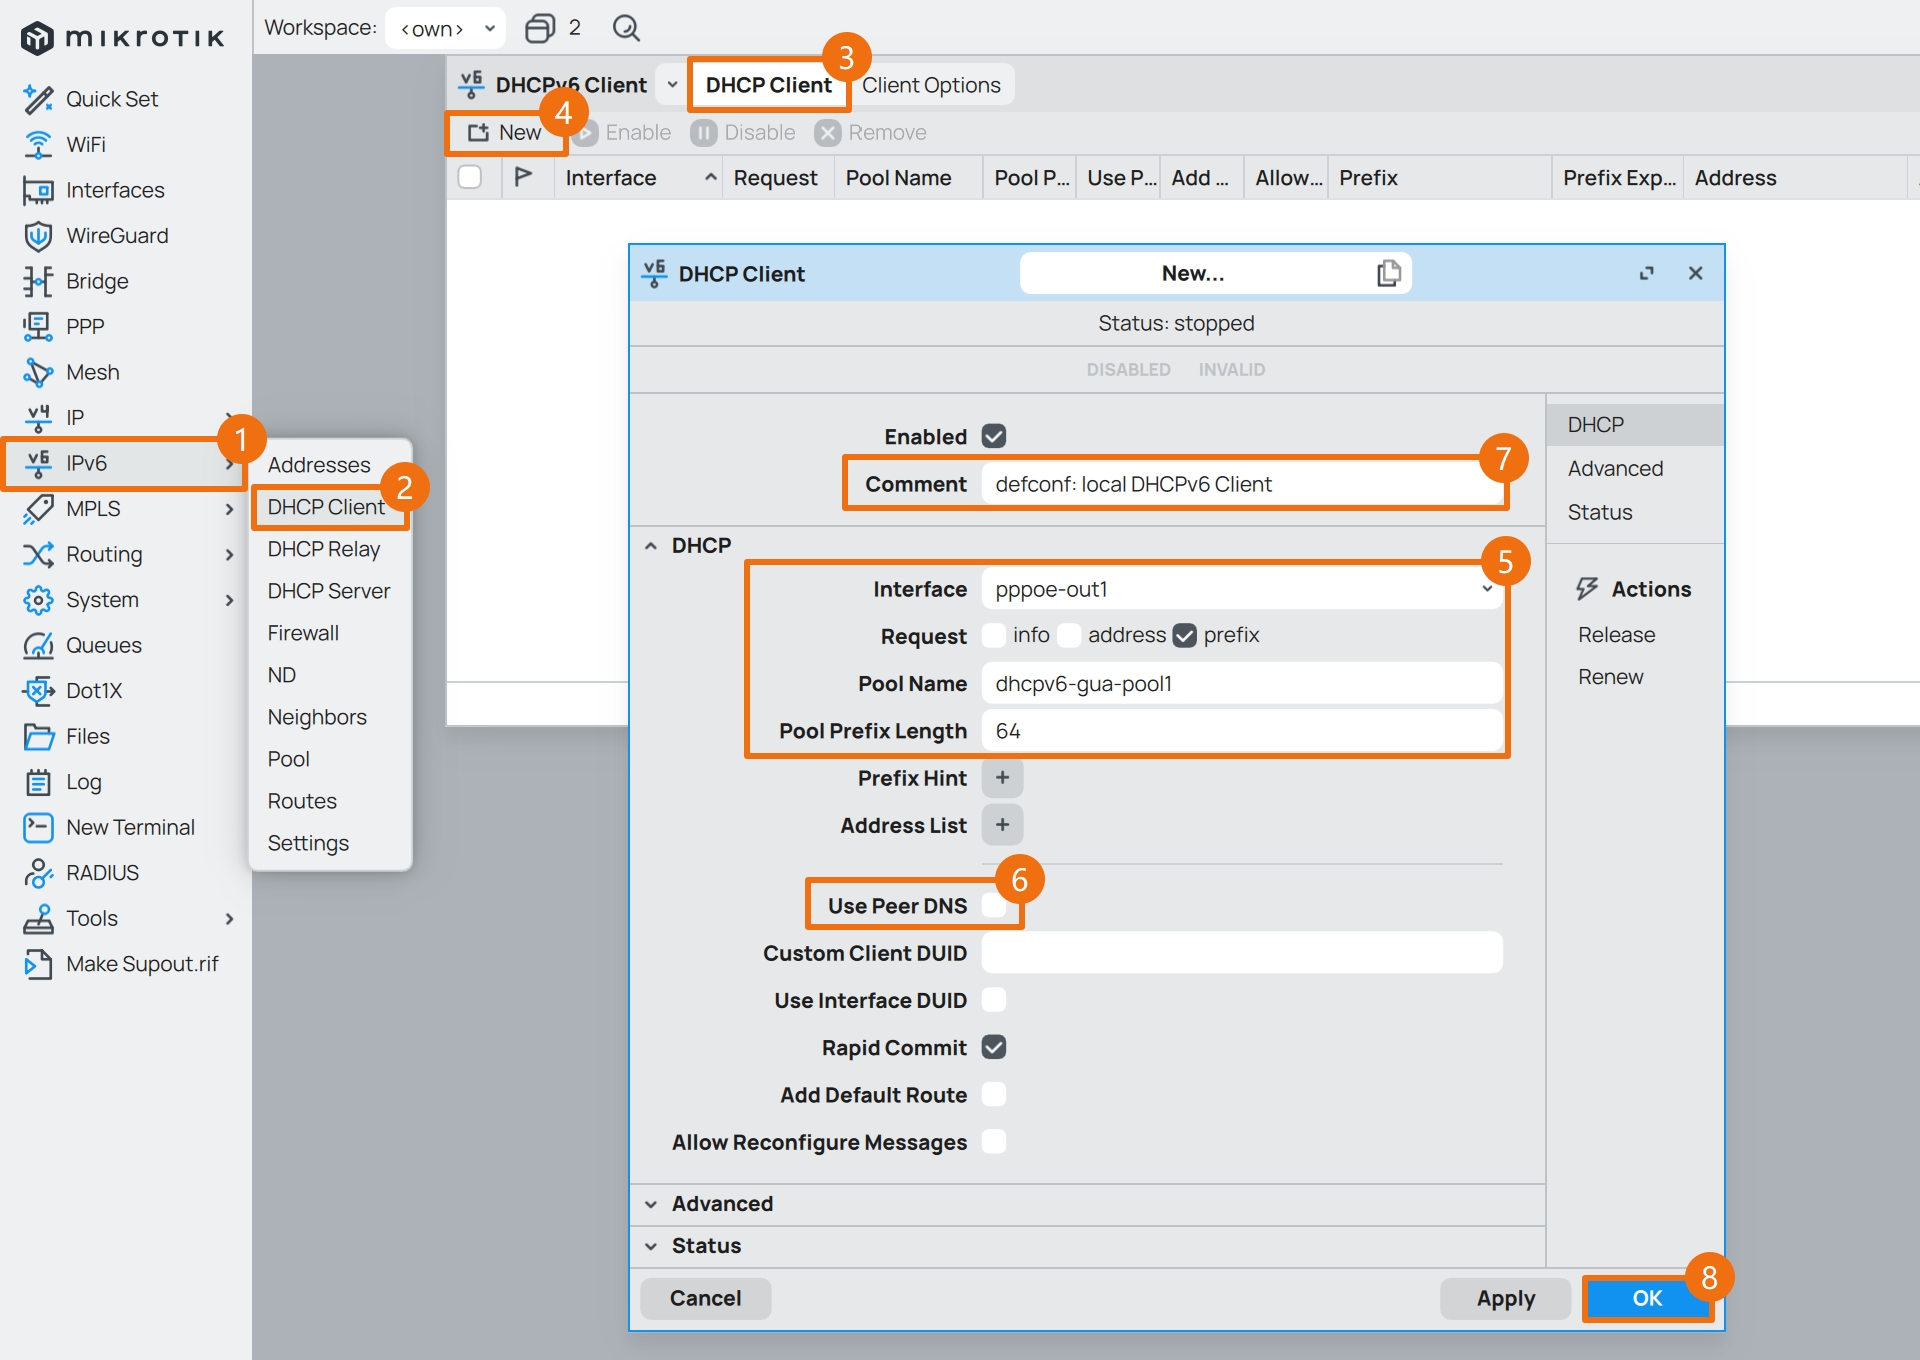 mikrotik
Workspace: <own> 2
Quick Set
WiFi
Interfaces
WireGuard
Bridge
PPP
Mesh
IP
1
IPv6
MPLS
Routing
System
Queues
Dot1X
Files
Log
New Terminal
RADIUS
Tools
Make Supout.rif
Addresses
2
DHCP Client
DHCP Relay
DHCP Server
Firewall
ND
Neighbors
Pool
Routes
Settings
3
DHCPv6 Client DHCP Client Client Options
4
New Enable Disable Remove
Interface Request Pool Name Pool P... Use P... Add ... Allow... Prefix Prefix Exp... Address
DHCP Client New...
Status: stopped
DISABLED INVALID
Enabled
7
Comment defconf: local DHCPv6 Client
DHCP
5
Interface pppoe-out1
Request info address prefix
Pool Name dhcpv6-gua-pool1
Pool Prefix Length 64
Prefix Hint +
Address List +
6
Use Peer DNS
Custom Client DUID
Use Interface DUID
Rapid Commit
Add Default Route
Allow Reconfigure Messages
Advanced
Status
DHCP
Advanced
Status
Actions
Release
Renew
8
Cancel Apply OK